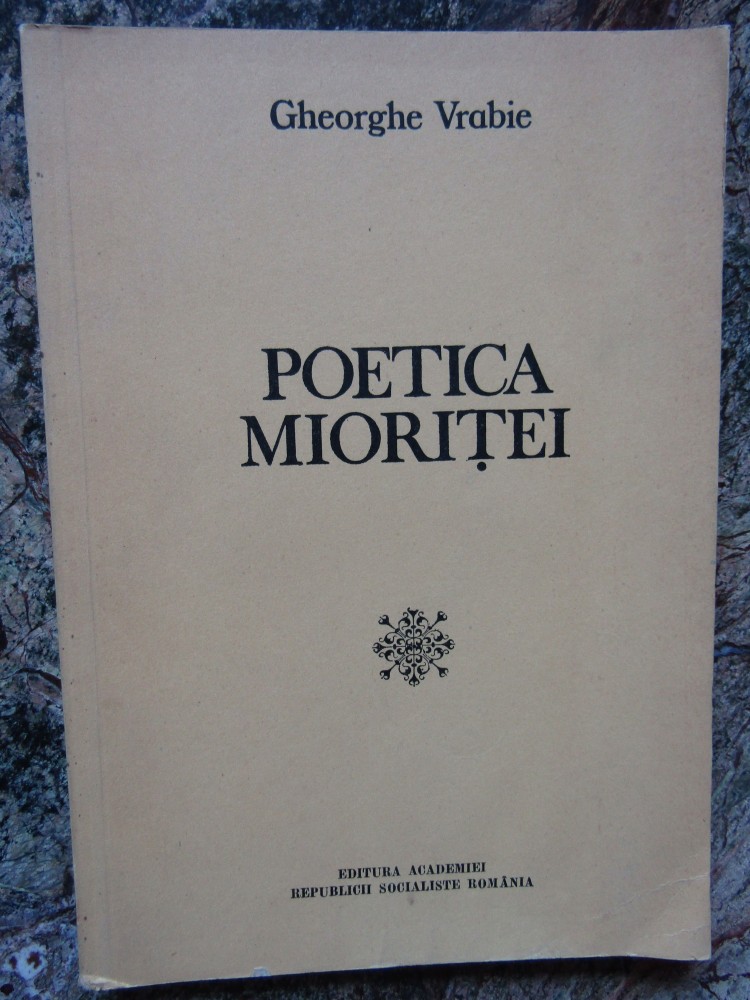 Gheorghe Vrabie
POETICA
MIORIȚEI
EDITURA ACADEMIEI
REPUBLICII SOCIALISTE ROMÂNIA